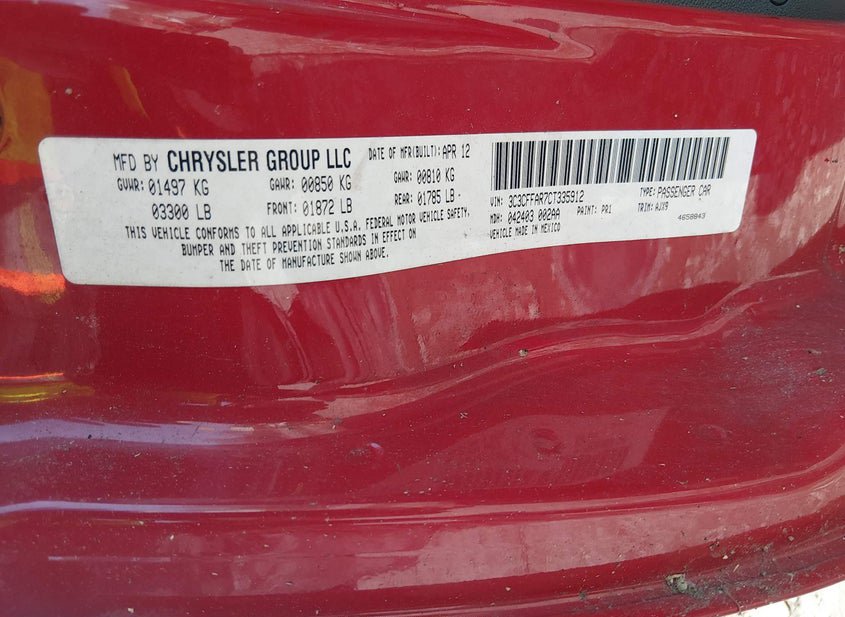 MFD BY CHRYSLER GROUP LLC DATE OF MFR(BUILT): APR 12
GVWR: 01497 KG GAWR: 00850 KG GAWR: 00810 KG
03300 LB FRONT: 01872 LB REAR: 01785 LB
THIS VEHICLE CONFORMS TO ALL APPLICABLE U.S.A. FEDERAL MOTOR VEHICLE SAFETY,
BUMPER AND THEFT PREVENTION STANDARDS IN EFFECT ON
THE DATE OF MANUFACTURE SHOWN ABOVE.
VIN: 3C3CFFAR7CT335912 TYPE: PASSENGER CAR
MDH: 042403 002AA PAINT: PR1 TRIM: AJX9
VEHICLE MADE IN MEXICO 4658843